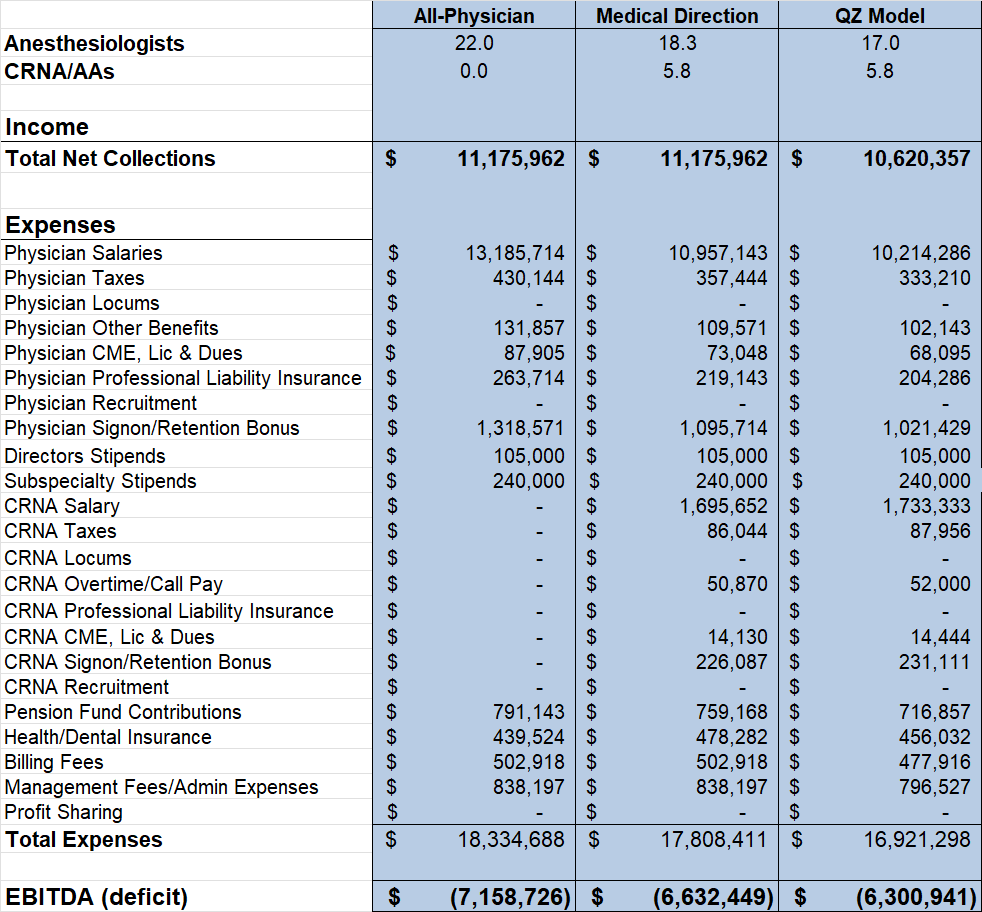 All-Physician Medical Direction QZ Model
Anesthesiologists 22.0 18.3 17.0
CRNA/AAs 0.0 5.8 5.8
Income
Total Net Collections $ 11,175,962 $ 11,175,962 $ 10,620,357
Expenses
Physician Salaries $ 13,185,714 $ 10,957,143 $ 10,214,286
Physician Taxes $ 430,144 $ 357,444 $ 333,210
Physician Locums $ - $ - $ -
Physician Other Benefits $ 131,857 $ 109,571 $ 102,143
Physician CME, Lic & Dues $ 87,905 $ 73,048 $ 68,095
Physician Professional Liability Insurance $ 263,714 $ 219,143 $ 204,286
Physician Recruitment $ - $ - $ -
Physician Signon/Retention Bonus $ 1,318,571 $ 1,095,714 $ 1,021,429
Directors Stipends $ 105,000 $ 105,000 $ 105,000
Subspecialty Stipends $ 240,000 $ 240,000 $ 240,000
CRNA Salary $ - $ 1,695,652 $ 1,733,333
CRNA Taxes $ - $ 86,044 $ 87,956
CRNA Locums $ - $ - $ -
CRNA Overtime/Call Pay $ - $ 50,870 $ 52,000
CRNA Professional Liability Insurance $ - $ - $ -
CRNA CME, Lic & Dues $ - $ 14,130 $ 14,444
CRNA Signon/Retention Bonus $ - $ 226,087 $ 231,111
CRNA Recruitment $ - $ - $ -
Pension Fund Contributions $ 791,143 $ 759,168 $ 716,857
Health/Dental Insurance $ 439,524 $ 478,282 $ 456,032
Billing Fees $ 502,918 $ 502,918 $ 477,916
Management Fees/Admin Expenses $ 838,197 $ 838,197 $ 796,527
Profit Sharing $ - $ - $ -
Total Expenses $ 18,334,688 $ 17,808,411 $ 16,921,298
EBITDA (deficit) $ (7,158,726) $ (6,632,449) $ (6,300,941)